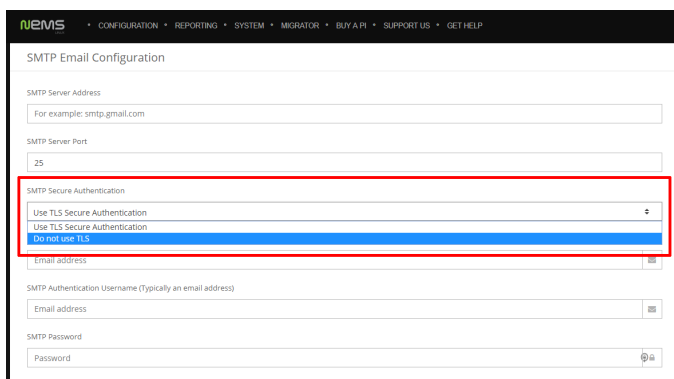 NEMS
• CONFIGURATION • REPORTING • SYSTEM • MIGRATOR • BUY A PI • SUPPORT US • GET HELP
SMTP Email Configuration
SMTP Server Address
For example: smtp.gmail.com
SMTP Server Port
25
SMTP Secure Authentication
Use TLS Secure Authentication
Use TLS Secure Authentication
Do not use TLS
Email address
SMTP Authentication Username (Typically an email address)
Email address
SMTP Password
Password